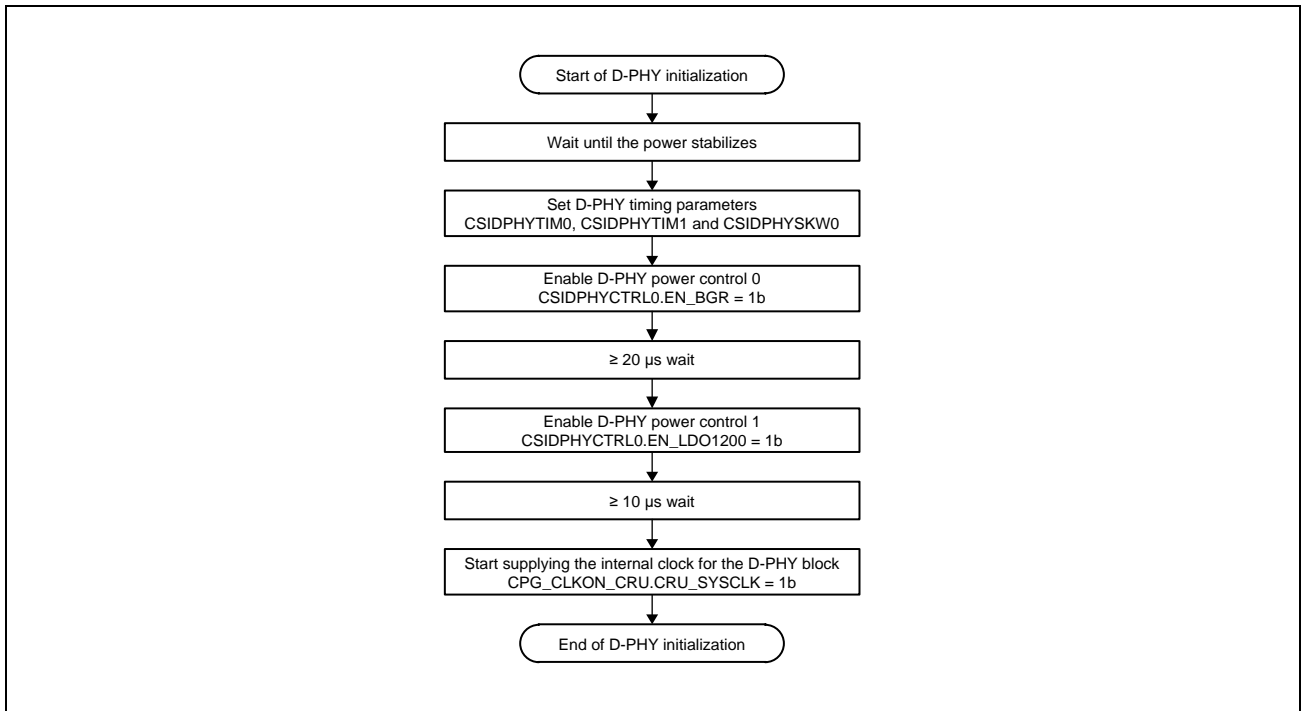 Start of D-PHY initialization
Wait until the power stabilizes
Set D-PHY timing parameters
CSIDPHYTIM0, CSIDPHYTIM1 and CSIDPHYSKW0
Enable D-PHY power control 0
CSIDPHYCTRL0.EN_BGR = 1b
≥ 20 µs wait
Enable D-PHY power control 1
CSIDPHYCTRL0.EN_LDO1200 = 1b
≥ 10 µs wait
Start supplying the internal clock for the D-PHY block
CPG_CLKON_CRU.CRU_SYSCLK = 1b
End of D-PHY initialization